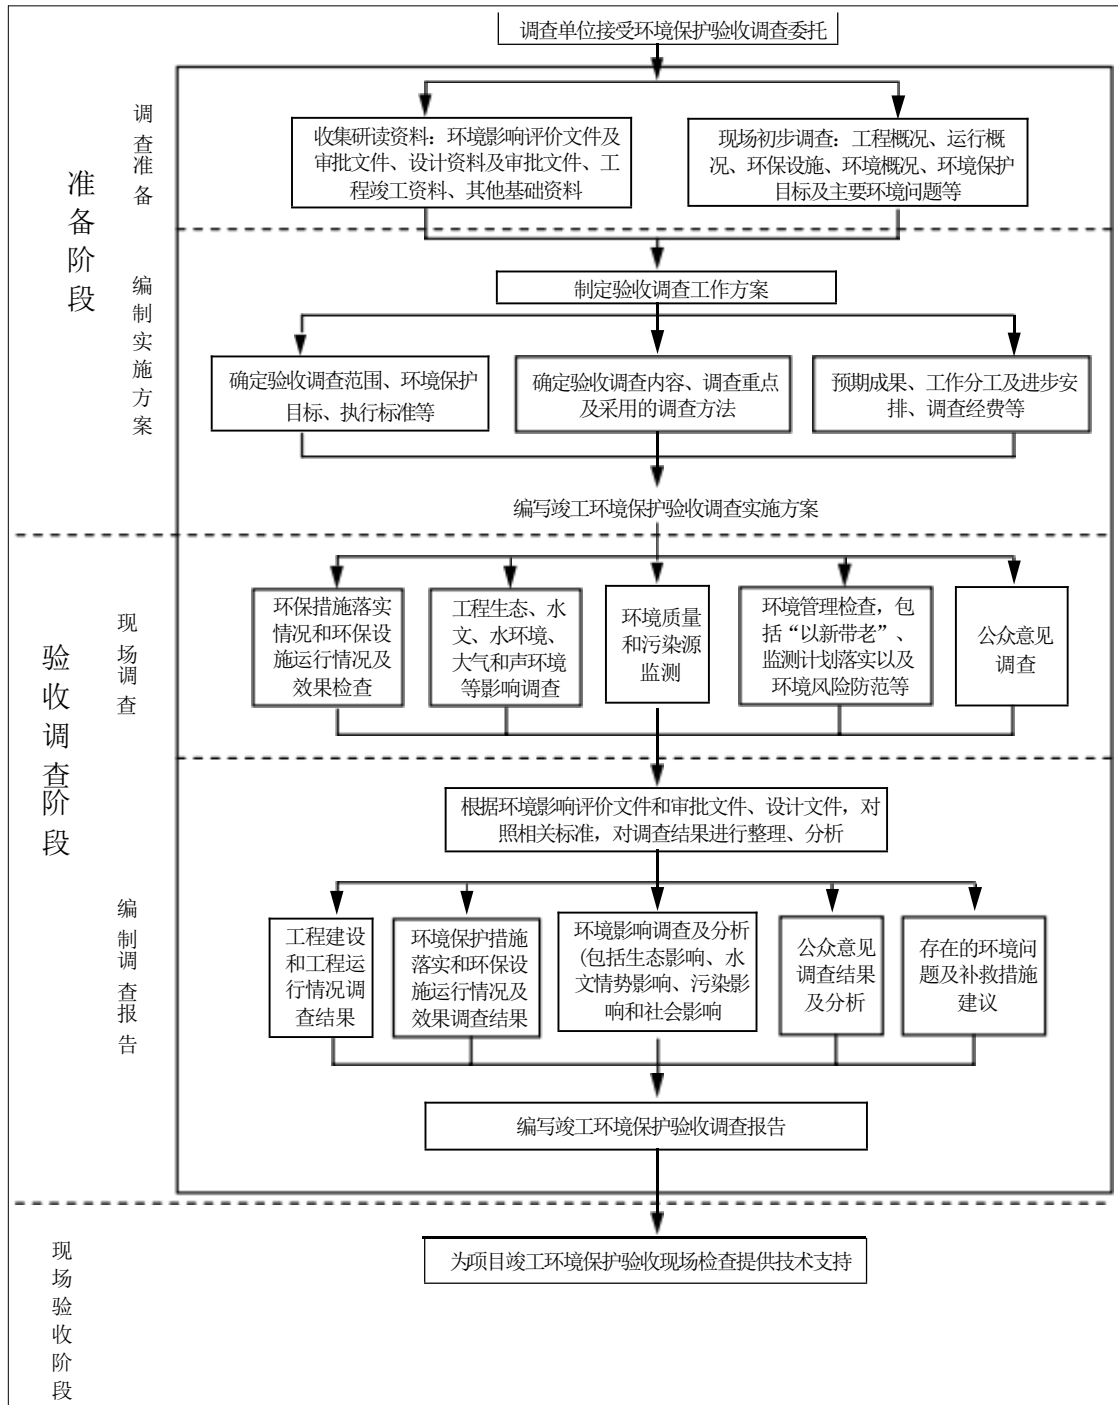 调查单位接受环境保护验收调查委托
准备阶段
调查准备
收集研读资料：环境影响评价文件及
审批文件、设计资料及审批文件、工
程竣工资料、其他基础资料
现场初步调查：工程概况、运行概
况、环保设施、环境概况、环境保护
目标及主要环境问题等
编制实施方案
制定验收调查工作方案
确定验收调查范围、环境保护
目标、执行标准等
确定验收调查内容、调查重点
及采用的调查方法
预期成果、工作分工及进步安
排、调查经费等
编写竣工环境保护验收调查实施方案
验收调查阶段
现场调查
环保措施落实
情况和环保设
施运行情况及
效果检查
工程生态、水
文、水环境、
大气和声环境
等影响调查
环境质量
和污染源
监测
环境管理检查，包
括“以新带老”、
监测计划落实以及
环境风险防范等
公众意见
调查
根据环境影响评价文件和审批文件、设计文件，对
照相关标准，对调查结果进行整理、分析
编制调查报告
工程建设
和工程运
行情况调
查结果
环境保护措施
落实和环保设
施运行情况及
效果调查结果
环境影响调查及分析
(包括生态影响、水
文情势影响、污染影
响和社会影响
公众意见
调查结果
及分析
存在的环境问
题及补救措施
建议
编写竣工环境保护验收调查报告
现场验收阶段
为项目竣工环境保护验收现场检查提供技术支持